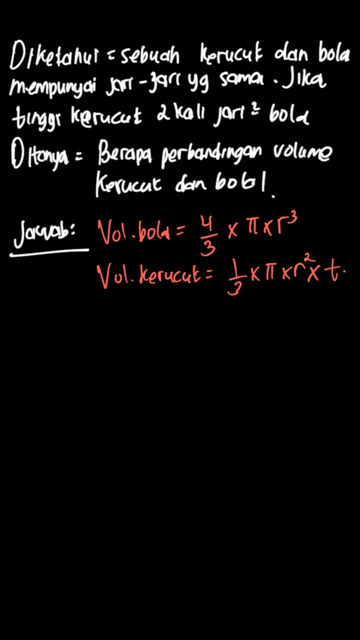 Diketahui = sebuah kerucut dan bola
mempunyai jari-jari yg sama. Jika
tinggi kerucut 2 kali jari² bola
Ditanya = Berapa perbandingan volume
kerucut dan bobl.
Jawab: Vol. bola = 4/3 x π x r³
Vol. kerucut = 1/3 x π x r² x t.